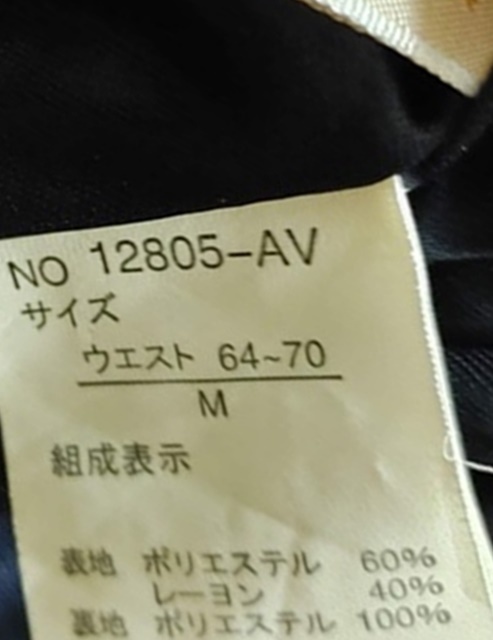 NO 12805-AV
サイズ
ウエスト 64~70
M
組成表示
表地 ポリエステル 60%
レーヨン 40%
裏地 ポリエステル 100%